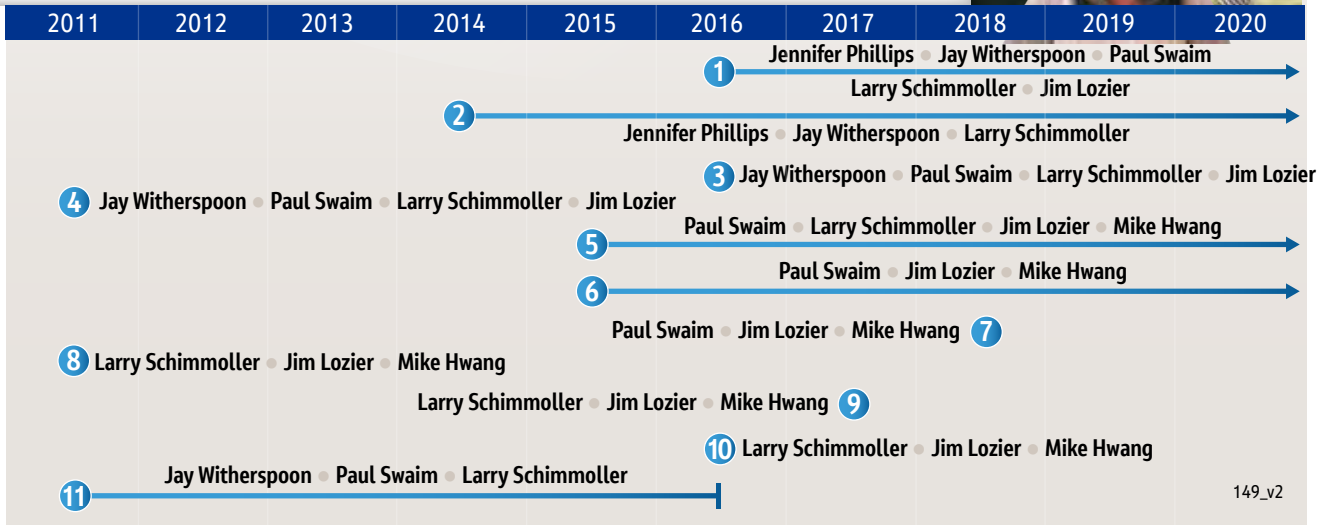 2011 2012 2013 2014 2015 2016 2017 2018 2019 2020
Jennifer Phillips • Jay Witherspoon • Paul Swaim
1
Larry Schimmoller • Jim Lozier
2
Jennifer Phillips • Jay Witherspoon • Larry Schimmoller
3 Jay Witherspoon • Paul Swaim • Larry Schimmoller • Jim Lozier
4 Jay Witherspoon • Paul Swaim • Larry Schimmoller • Jim Lozier
Paul Swaim • Larry Schimmoller • Jim Lozier • Mike Hwang
5
Paul Swaim • Jim Lozier • Mike Hwang
6
Paul Swaim • Jim Lozier • Mike Hwang 7
8 Larry Schimmoller • Jim Lozier • Mike Hwang
Larry Schimmoller • Jim Lozier • Mike Hwang 9
10 Larry Schimmoller • Jim Lozier • Mike Hwang
Jay Witherspoon • Paul Swaim • Larry Schimmoller
11
149_v2